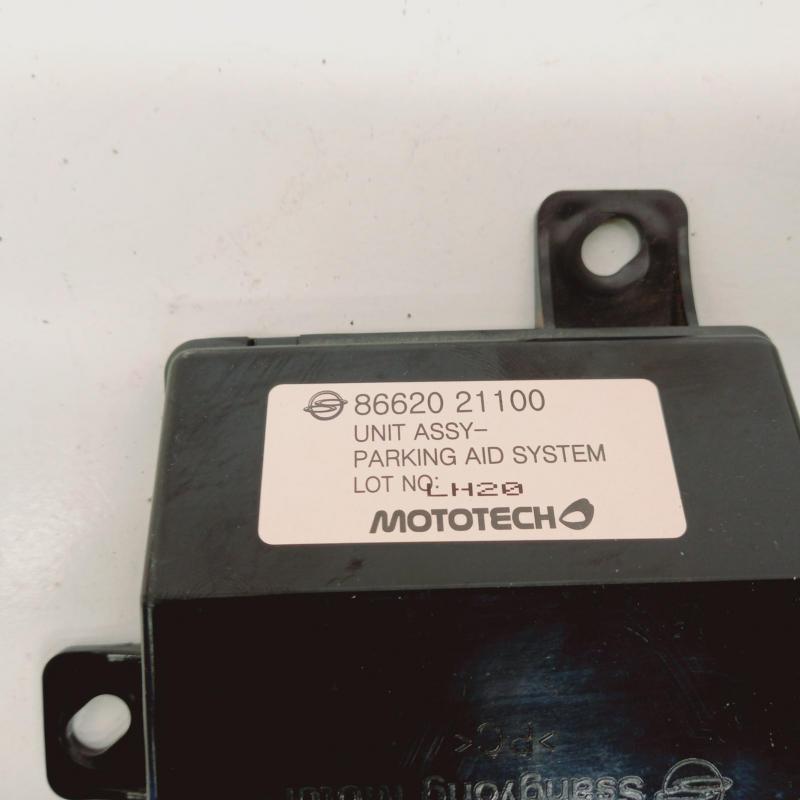 86620 21100
UNIT ASSY-
PARKING AID SYSTEM
LOT NO: LH20
MOTOTECH
>PC<
Ssangyong Motor